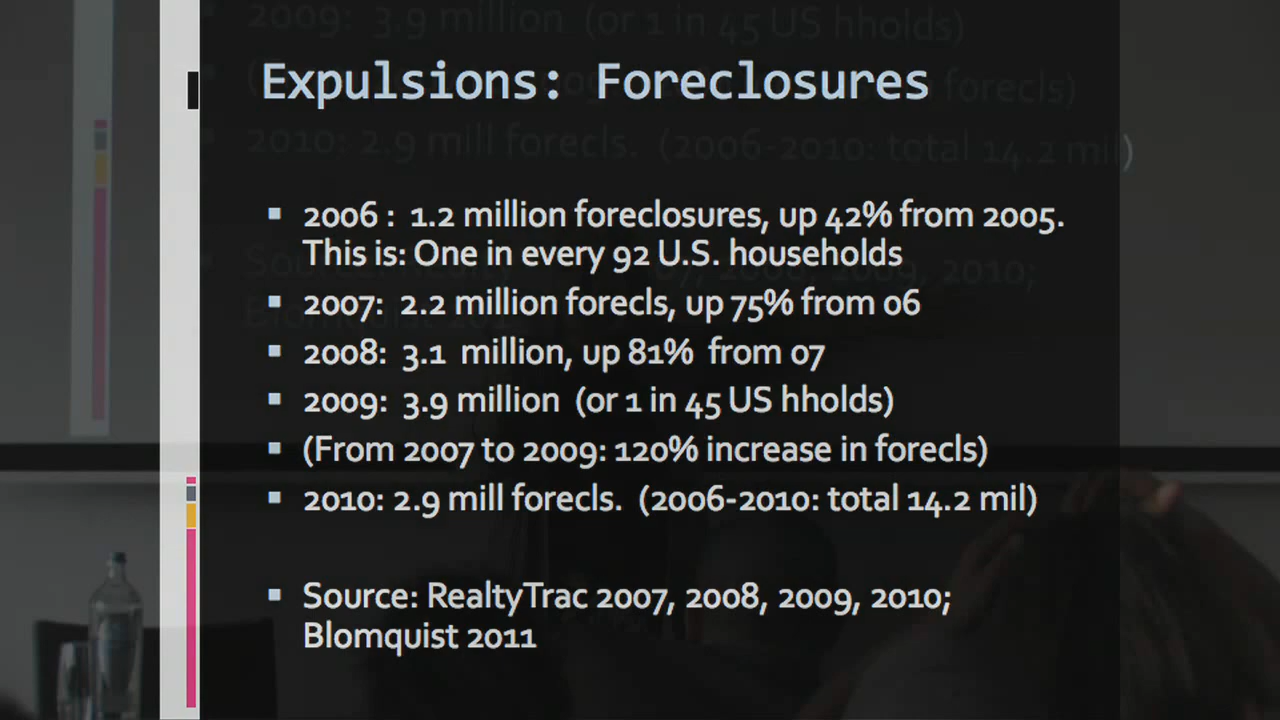 Expulsions: Foreclosures
2006 : 1.2 million foreclosures, up 42% from 2005.
This is: One in every 92 U.S. households
2007: 2.2 million forecls, up 75% from 06
2008: 3.1 million, up 81% from 07
2009: 3.9 million (or 1 in 45 US hholds)
(From 2007 to 2009: 120% increase in forecls)
2010: 2.9 mill forecls. (2006-2010: total 14.2 mil)
Source: RealtyTrac 2007, 2008, 2009, 2010;
Blomquist 2011